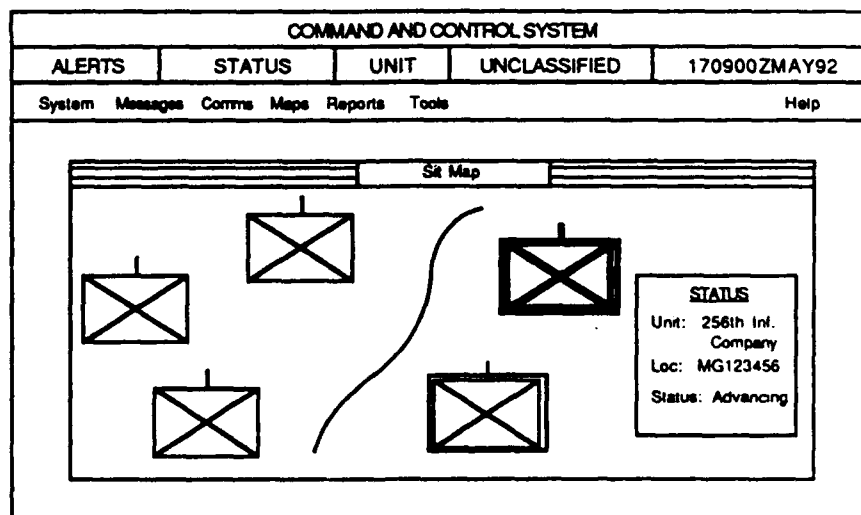 COMMAND AND CONTROL SYSTEM
ALERTS STATUS UNIT UNCLASSIFIED 170900ZMAY92
System Messages Comms Maps Reports Tools Help
Sit Map
STATUS
Unit: 256th Inf.
Company
Loc: MG123456
Status: Advancing